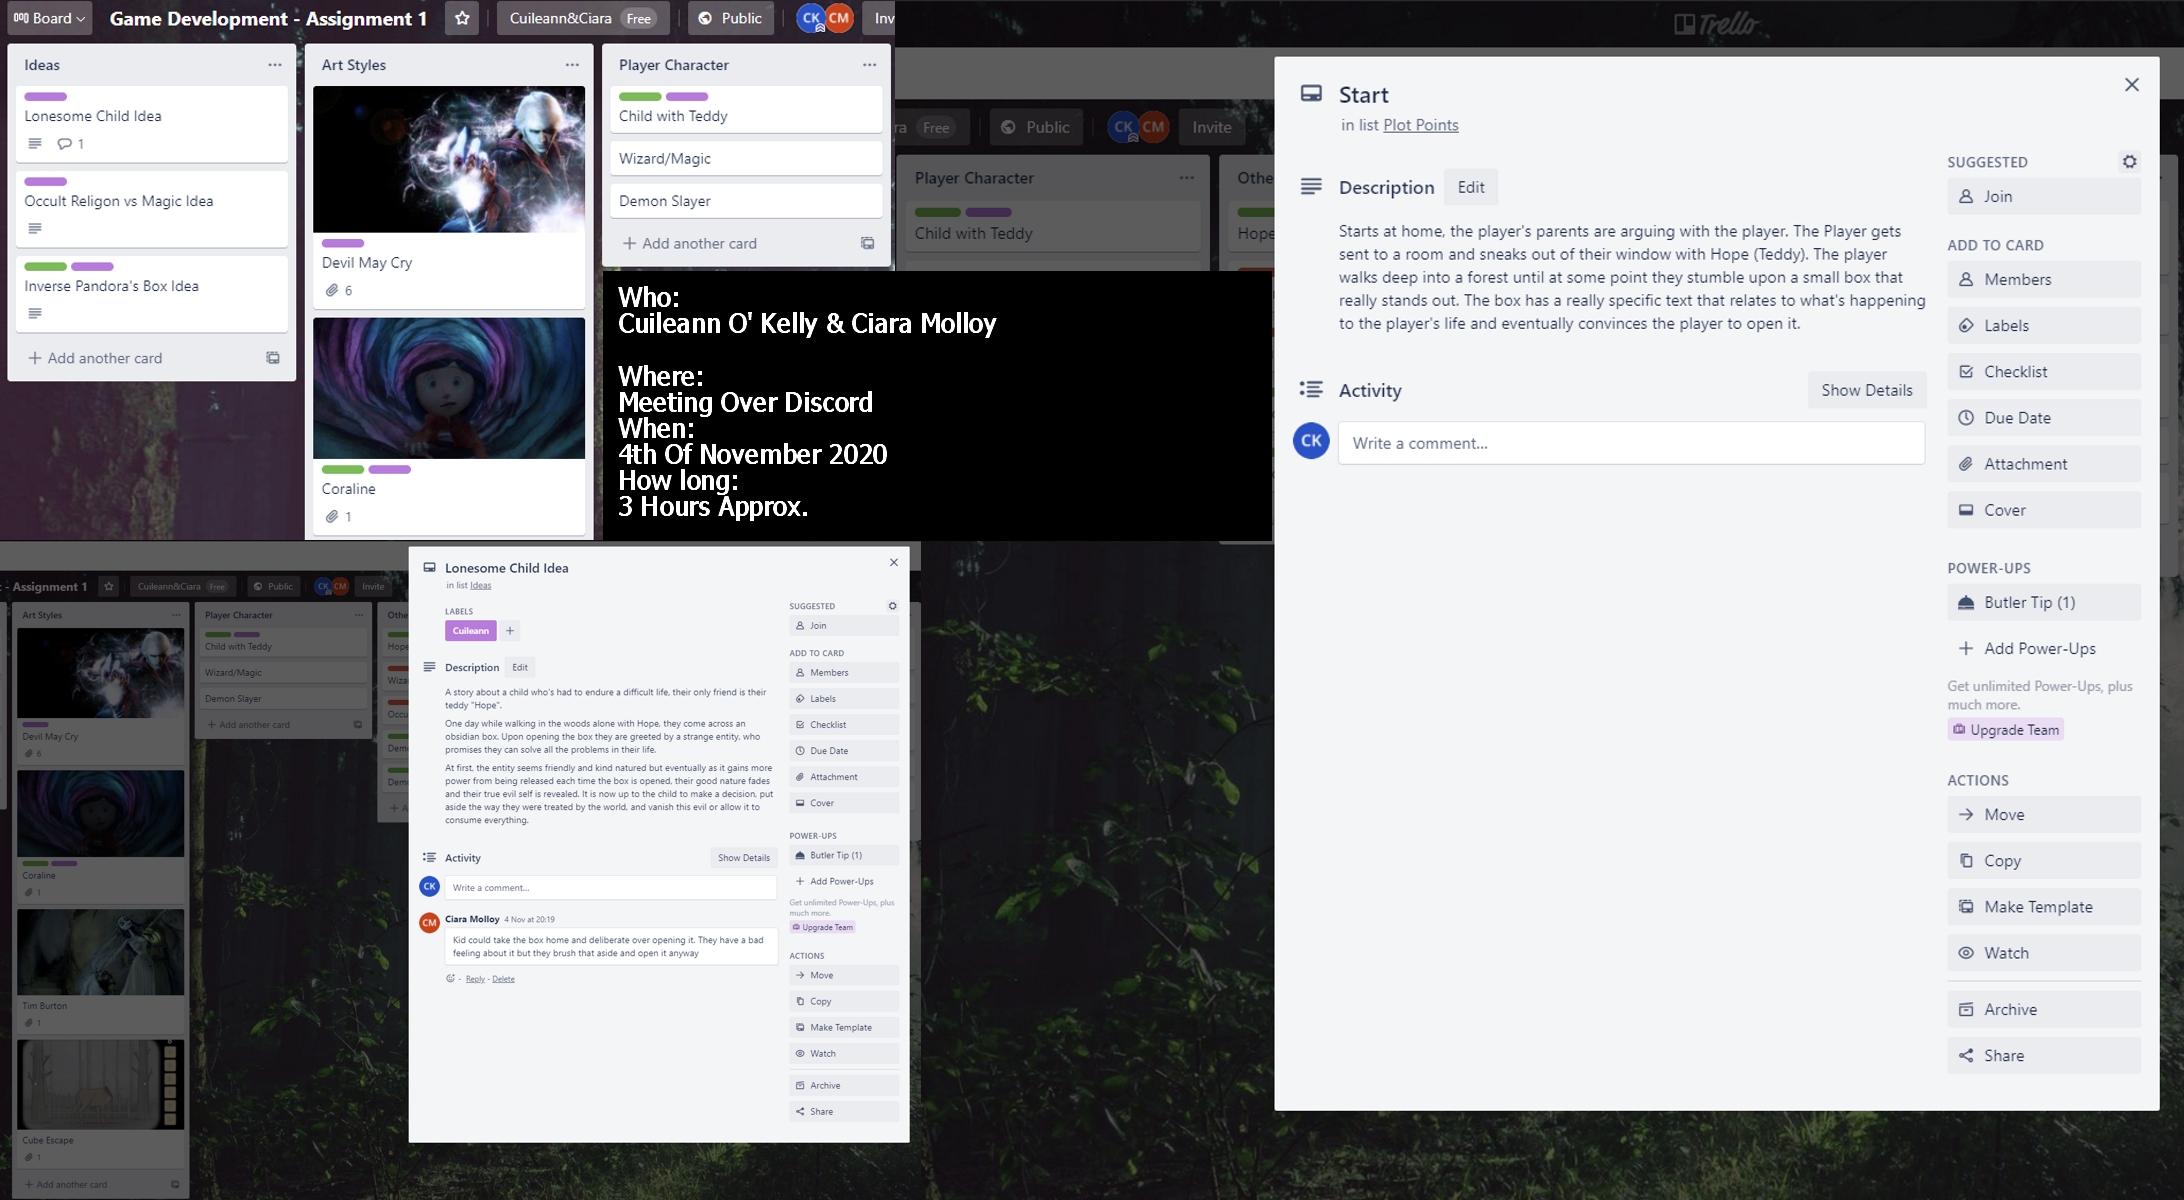 Board
Game Development - Assignment 1
Cuileann&Ciara Free
Public
CK CM
Inv
Ideas
Lonesome Child Idea
1
Occult Religon vs Magic Idea
Inverse Pandora's Box Idea
+ Add another card
Art Styles
Devil May Cry
6
Coraline
1
Player Character
Child with Teddy
Wizard/Magic
Demon Slayer
+ Add another card
Who:
Cuileann O' Kelly & Ciara Molloy
Where:
Meeting Over Discord
When:
4th Of November 2020
How long:
3 Hours Approx.
Trello
ra Free
Public
CK CM
Invite
Player Character
Child with Teddy
Othe
Hope
Start
in list Plot Points
Description Edit
Starts at home, the player's parents are arguing with the player. The Player gets
sent to a room and sneaks out of their window with Hope (Teddy). The player
walks deep into a forest until at some point they stumble upon a small box that
really stands out. The box has a really specific text that relates to what's happening
to the player's life and eventually convinces the player to open it.
Activity Show Details
CK Write a comment...
SUGGESTED
Join
ADD TO CARD
Members
Labels
Checklist
Due Date
Attachment
Cover
POWER-UPS
Butler Tip (1)
+ Add Power-Ups
Get unlimited Power-Ups, plus
much more.
Upgrade Team
ACTIONS
Move
Copy
Make Template
Watch
Archive
Share
- Assignment 1
Cuileann&Ciara Free
Public
CK CM
Invite
Art Styles
Devil May Cry
6
Coraline
1
Tim Burton
1
Cube Escape
1
+ Add another card
Player Character
Child with Teddy
Wizard/Magic
Demon Slayer
+ Add another card
Othe
Hope
Wiza
Occu
Dem
Dem
+ A
Lonesome Child Idea
in list Ideas
LABELS
Cuileann +
Description Edit
A story about a child who's had to endure a difficult life, their only friend is their
teddy "Hope".
One day while walking in the woods alone with Hope, they come across an
obsidian box. Upon opening the box they are greeted by a strange entity, who
promises they can solve all the problems in their life.
At first, the entity seems friendly and kind natured but eventually as it gains more
power from being released each time the box is opened, their good nature fades
and their true evil self is revealed. It is now up to the child to make a decision, put
aside the way they were treated by the world, and vanish this evil or allow it to
consume everything.
Activity Show Details
CK Write a comment...
CM Ciara Molloy 4 Nov at 20:19
Kid could take the box home and deliberate over opening it. They have a bad
feeling about it but they brush that aside and open it anyway
- Reply - Delete
SUGGESTED
Join
ADD TO CARD
Members
Labels
Checklist
Due Date
Attachment
Cover
POWER-UPS
Butler Tip (1)
+ Add Power-Ups
Get unlimited Power-Ups, plus
much more.
Upgrade Team
ACTIONS
Move
Copy
Make Template
Watch
Archive
Share